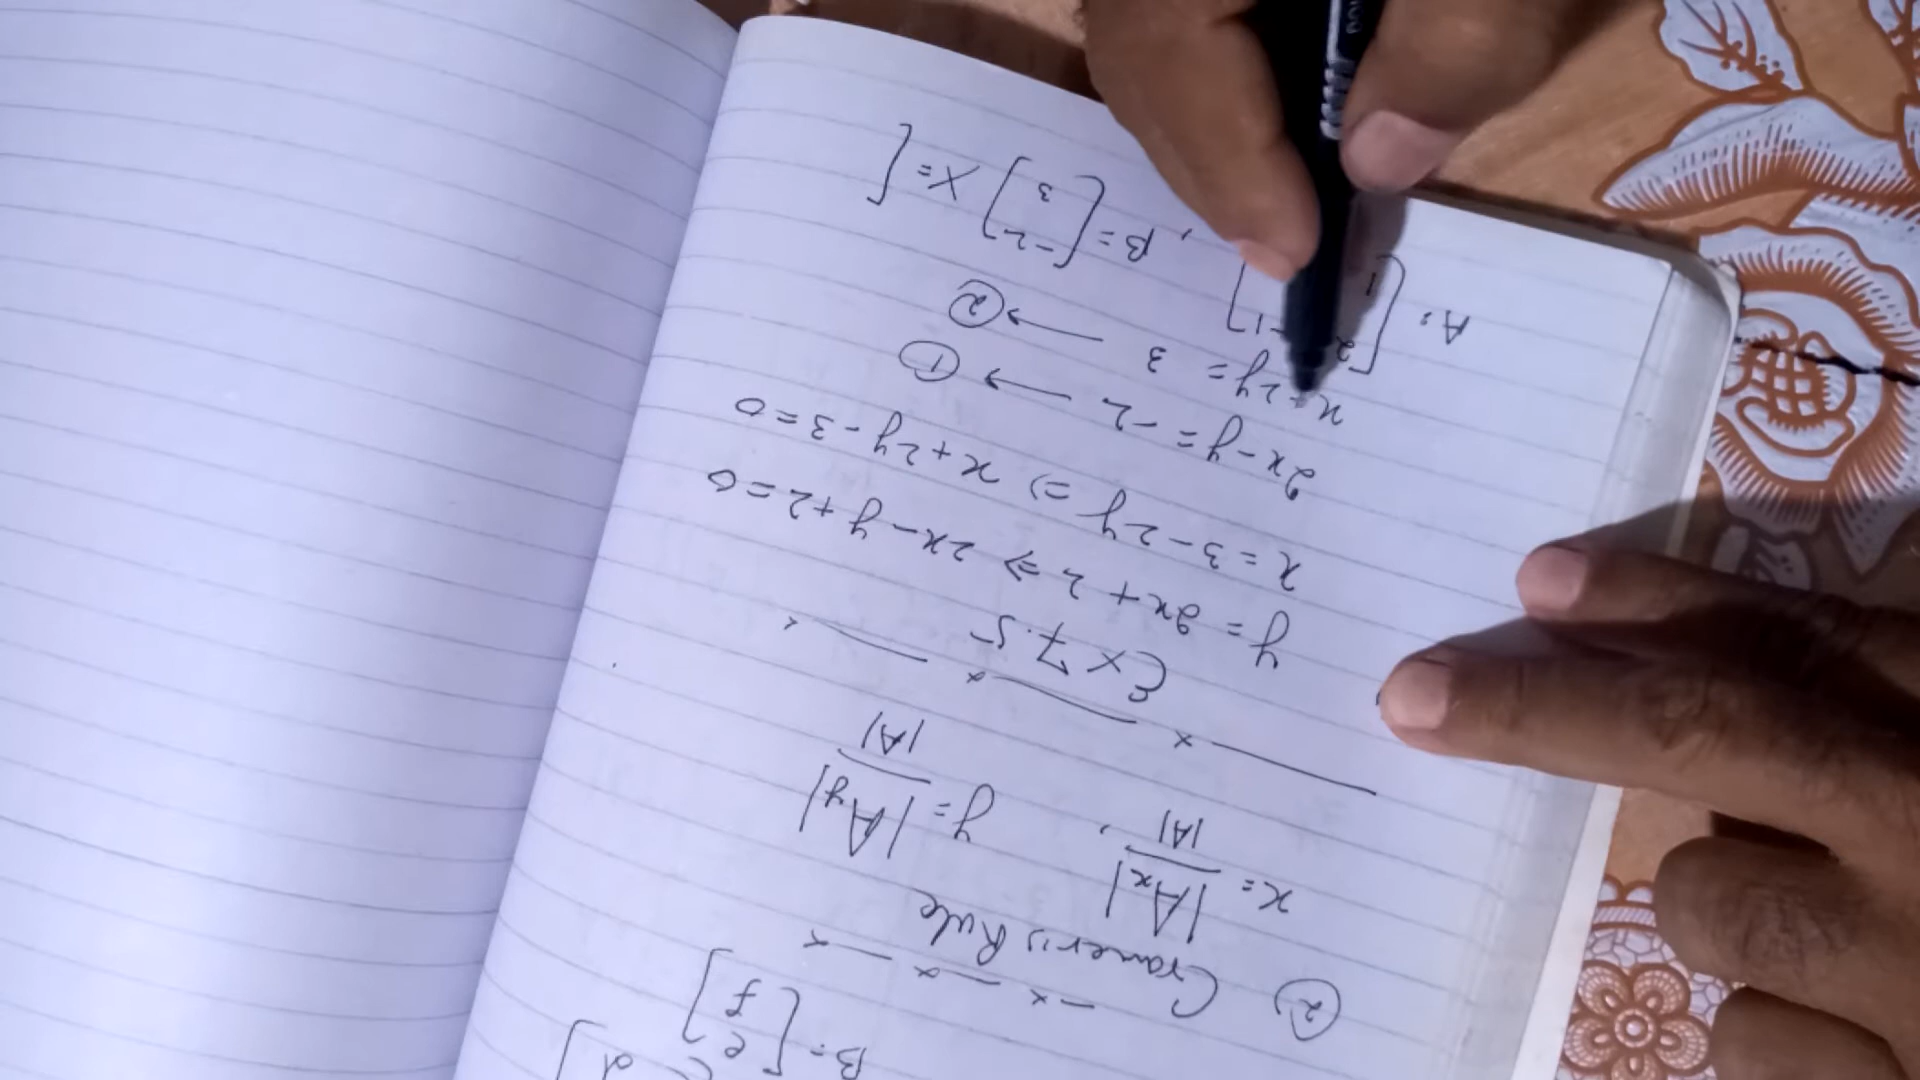 B = [e
f]
② Cramer's Rule
x = |Ax| / |A| , y = |Ay| / |A|
Ex 7.5
y = 2x + 2 ⇒ 2x - y + 2 = 0
x = 3 - 2y ⇒ x + 2y - 3 = 0
2x - y = -2 → ①
x + 2y = 3 → ②
A = [2 -1
1 ] , B = [-2
3] X = [